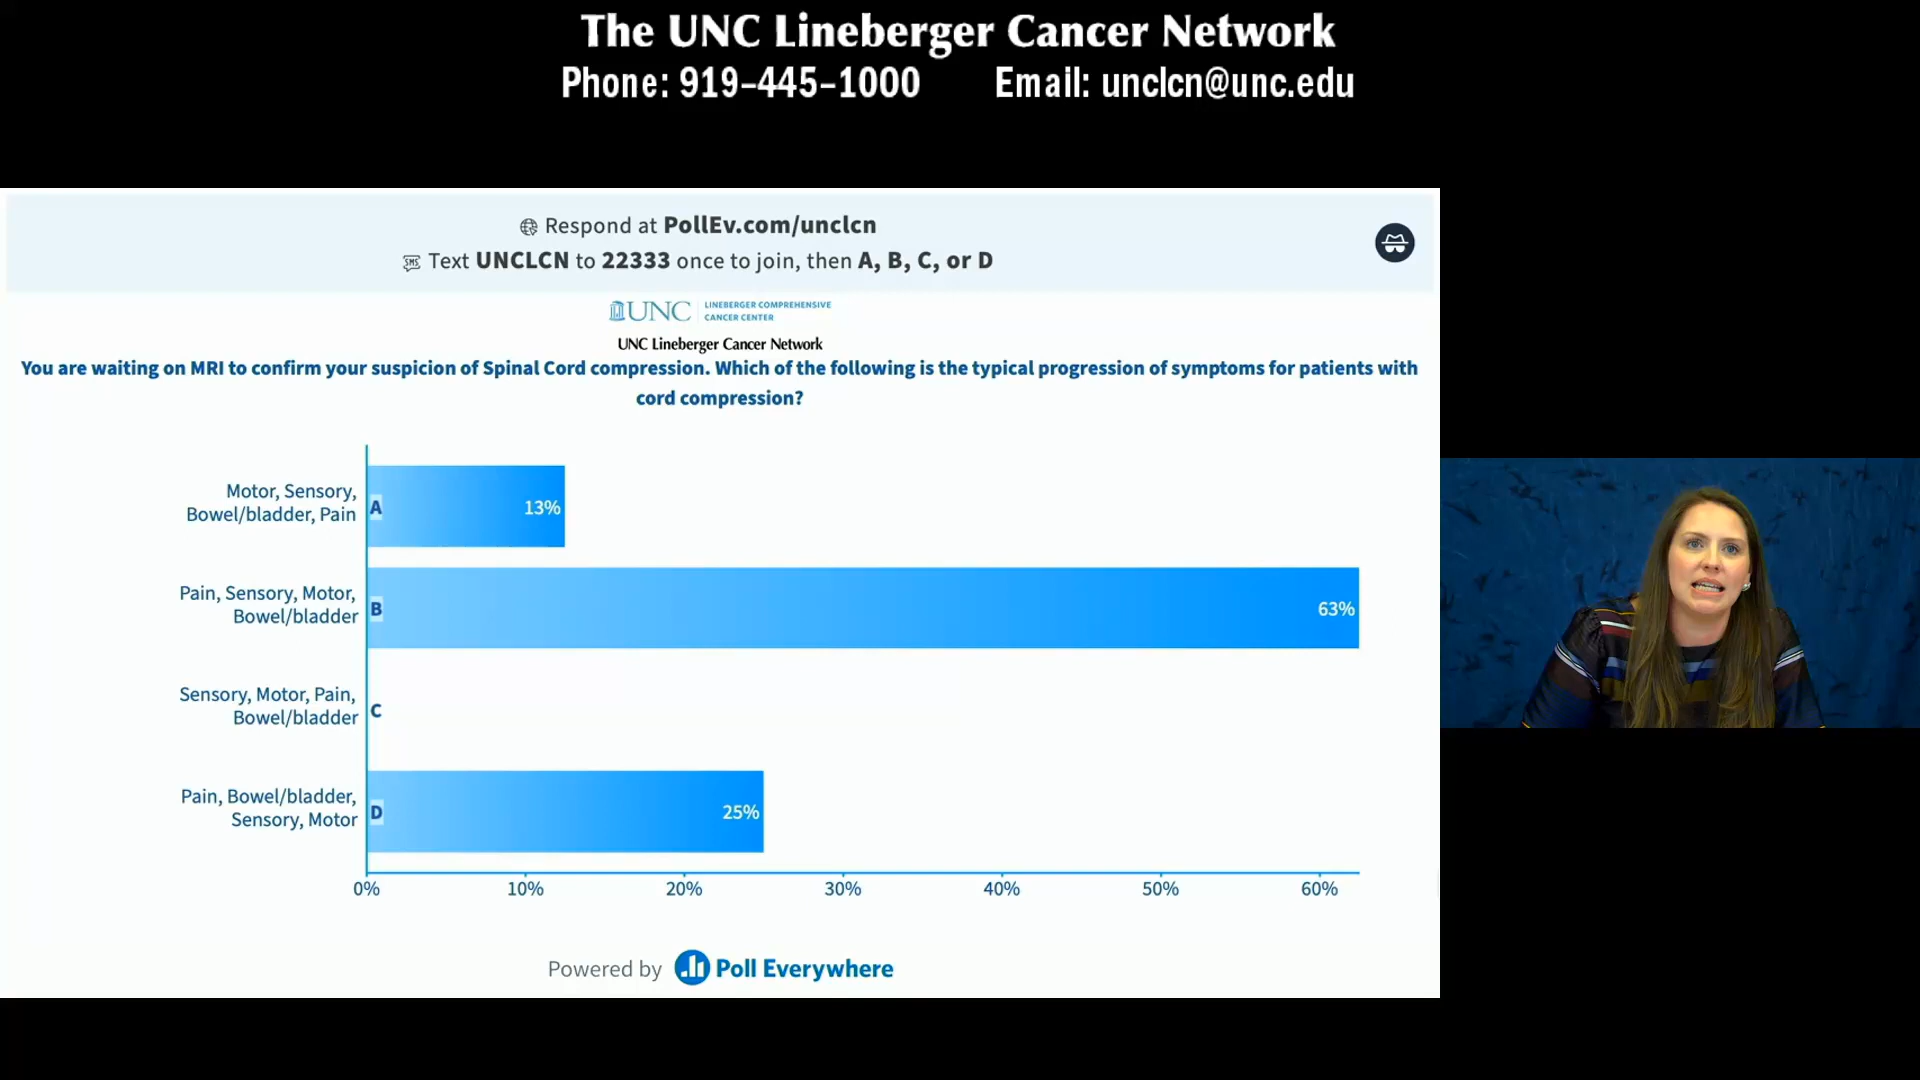 The UNC Lineberger Cancer Network
Phone: 919-445-1000 Email: unclcn@unc.edu
Respond at PollEv.com/unclcn
SMS Text UNCLCN to 22333 once to join, then A, B, C, or D
UNC LINEBERGER COMPREHENSIVE
CANCER CENTER
UNC Lineberger Cancer Network
You are waiting on MRI to confirm your suspicion of Spinal Cord compression. Which of the following is the typical progression of symptoms for patients with
cord compression?
Motor, Sensory,
Bowel/bladder, Pain
A
13%
Pain, Sensory, Motor,
Bowel/bladder
B
63%
Sensory, Motor, Pain,
Bowel/bladder
C
Pain, Bowel/bladder,
Sensory, Motor
D
25%
0% 10% 20% 30% 40% 50% 60%
Powered by Poll Everywhere